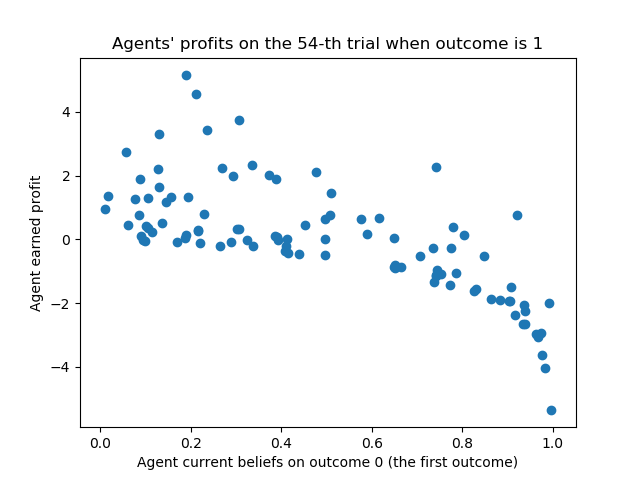 Agents' profits on the 54-th trial when outcome is 1
Agent earned profit
4
2
0
−2
−4
0.0 0.2 0.4 0.6 0.8 1.0
Agent current beliefs on outcome 0 (the first outcome)